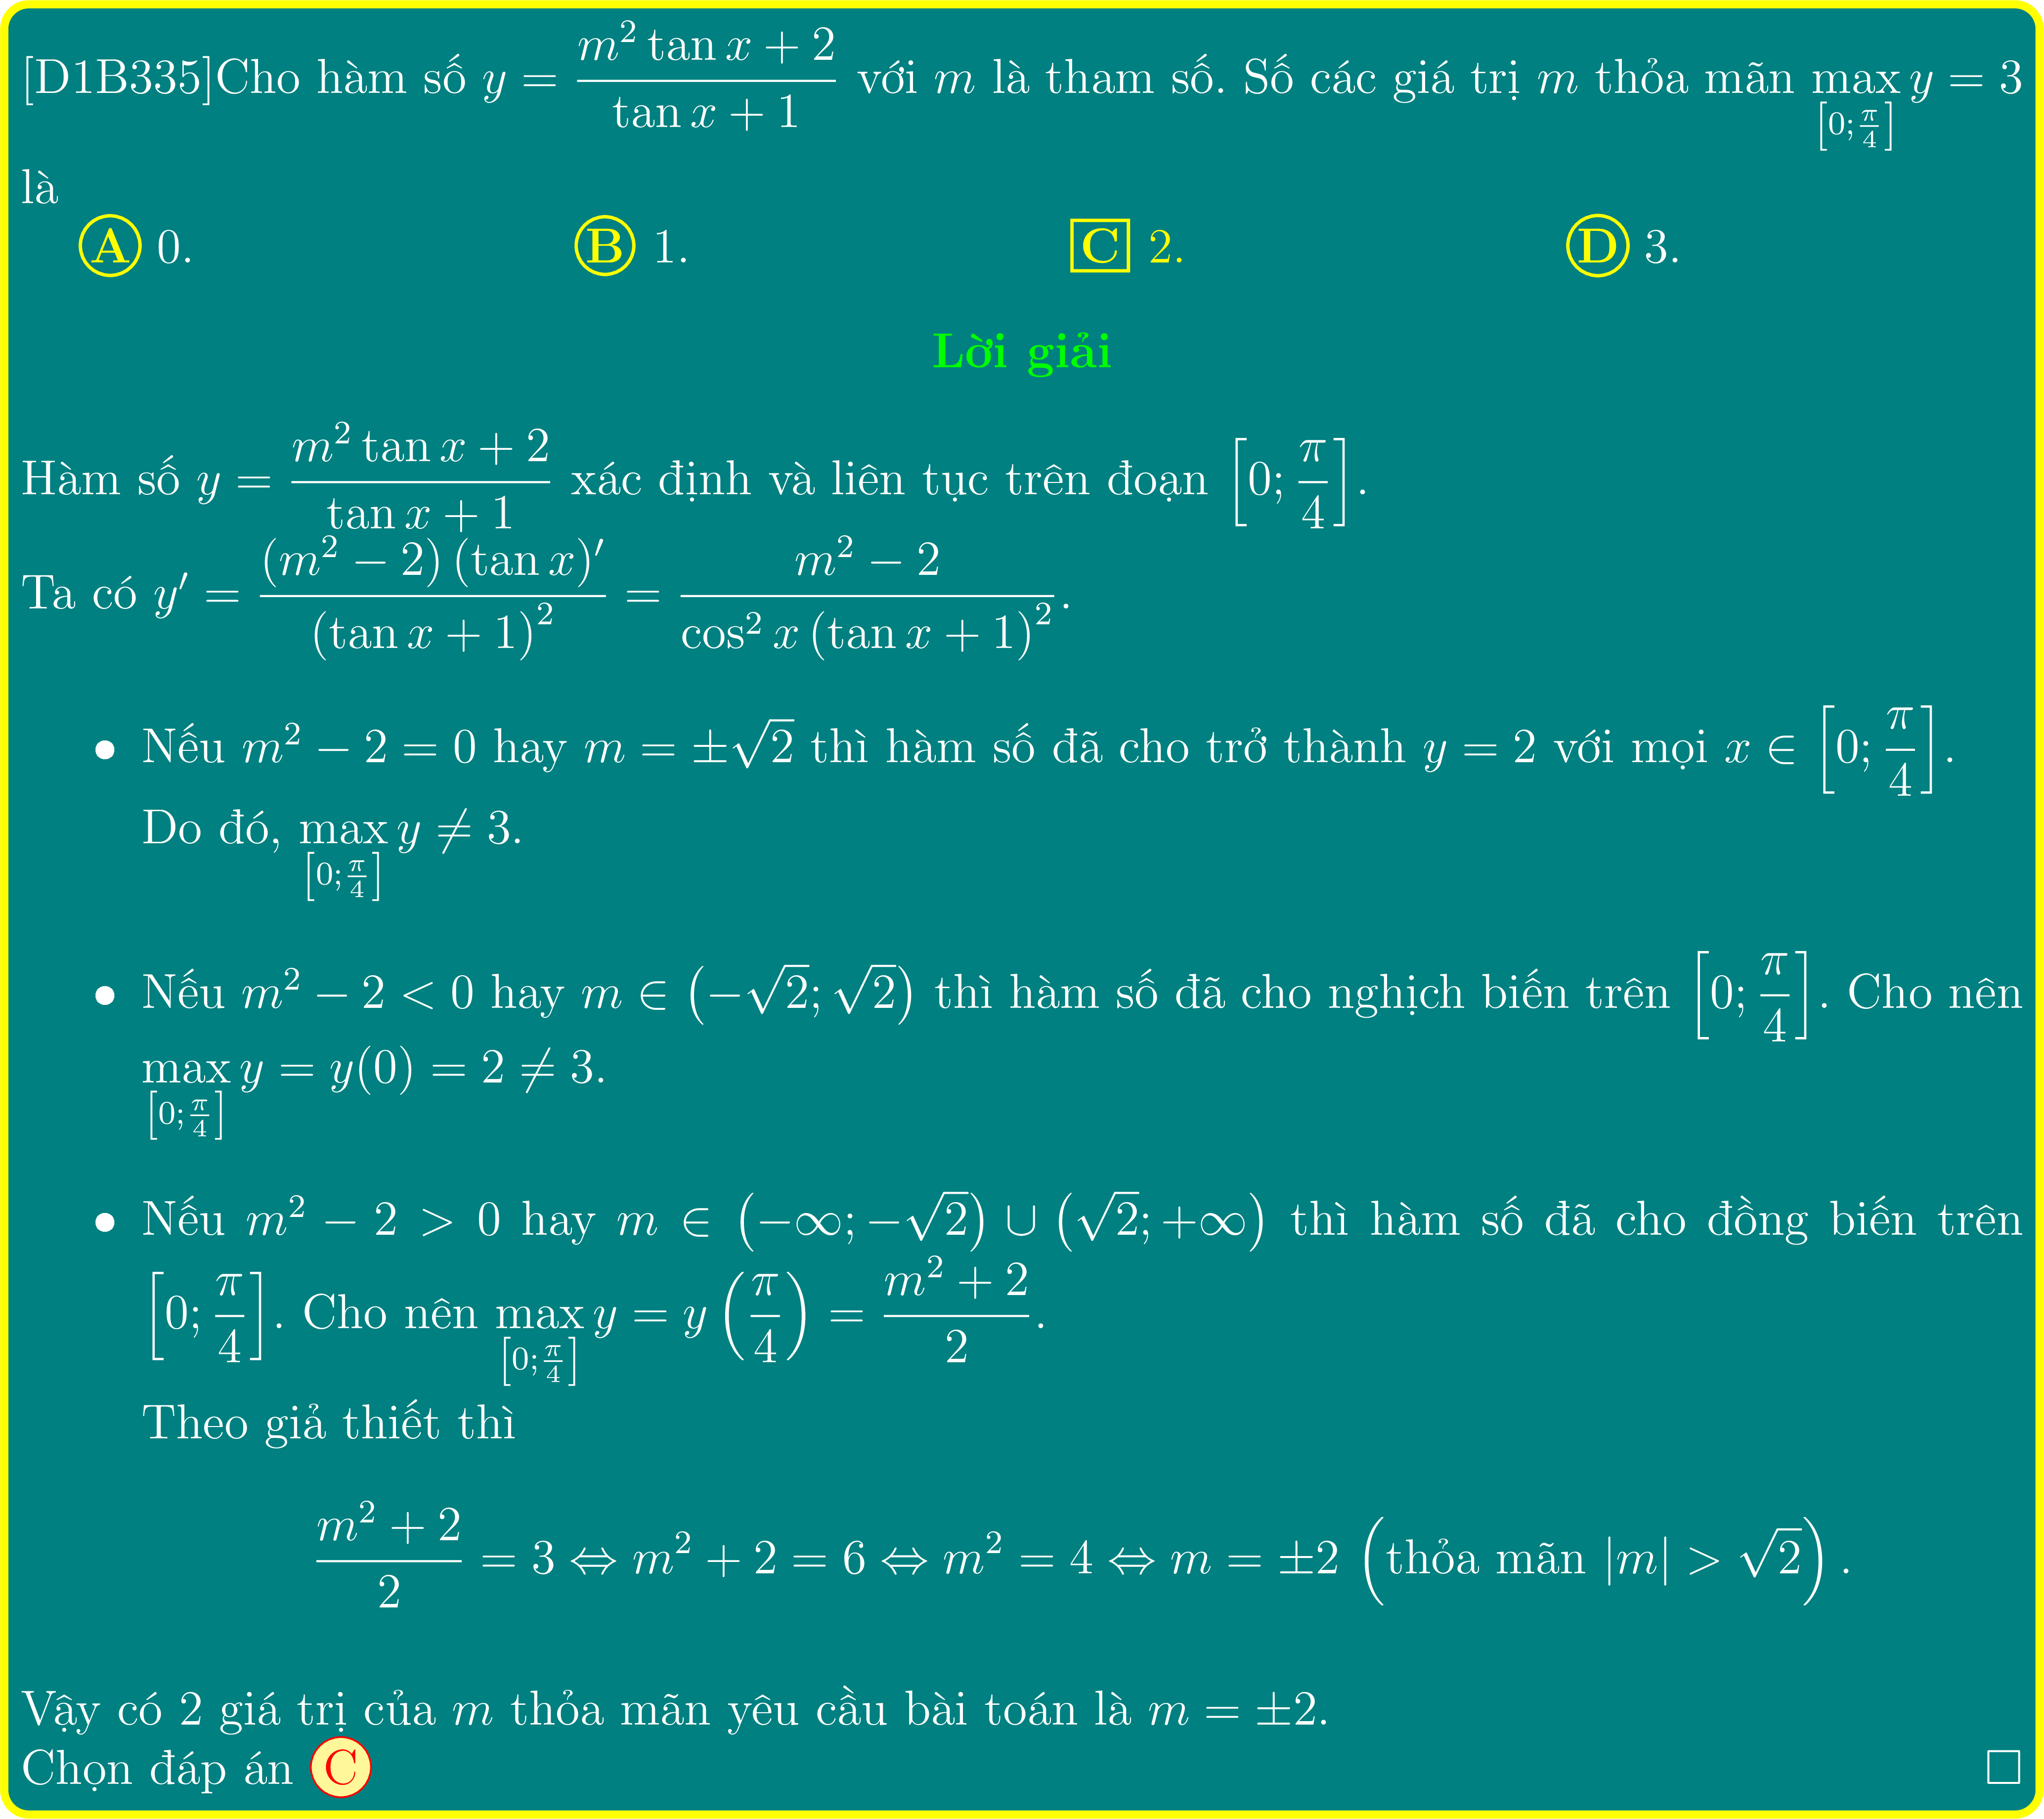 [D1B335]Cho hàm số $y = \dfrac{m^2 \tan x + 2}{\tan x + 1}$ với $m$ là tham số. Số các giá trị $m$ thỏa mãn $\max\limits_{\left[0;\frac{\pi}{4}\right]} y = 3$
là
A 0. B 1. C 2. D 3.
Lời giải
Hàm số $y = \dfrac{m^2 \tan x + 2}{\tan x + 1}$ xác định và liên tục trên đoạn $\left[0; \dfrac{\pi}{4}\right]$.
Ta có $y' = \dfrac{(m^2 - 2)(\tan x)'}{(\tan x + 1)^2} = \dfrac{m^2 - 2}{\cos^2 x (\tan x + 1)^2}$.
• Nếu $m^2 - 2 = 0$ hay $m = \pm\sqrt{2}$ thì hàm số đã cho trở thành $y = 2$ với mọi $x \in \left[0; \dfrac{\pi}{4}\right]$.
Do đó, $\max\limits_{\left[0;\frac{\pi}{4}\right]} y \neq 3$.
• Nếu $m^2 - 2 < 0$ hay $m \in \left(-\sqrt{2}; \sqrt{2}\right)$ thì hàm số đã cho nghịch biến trên $\left[0; \dfrac{\pi}{4}\right]$. Cho nên
$\max\limits_{\left[0;\frac{\pi}{4}\right]} y = y(0) = 2 \neq 3$.
• Nếu $m^2 - 2 > 0$ hay $m \in \left(-\infty; -\sqrt{2}\right) \cup \left(\sqrt{2}; +\infty\right)$ thì hàm số đã cho đồng biến trên
$\left[0; \dfrac{\pi}{4}\right]$. Cho nên $\max\limits_{\left[0;\frac{\pi}{4}\right]} y = y\left(\dfrac{\pi}{4}\right) = \dfrac{m^2 + 2}{2}$.
Theo giả thiết thì
$\dfrac{m^2 + 2}{2} = 3 \Leftrightarrow m^2 + 2 = 6 \Leftrightarrow m^2 = 4 \Leftrightarrow m = \pm 2 \left(\text{thỏa mãn } |m| > \sqrt{2}\right)$.
Vậy có 2 giá trị của $m$ thỏa mãn yêu cầu bài toán là $m = \pm 2$.
Chọn đáp án C □